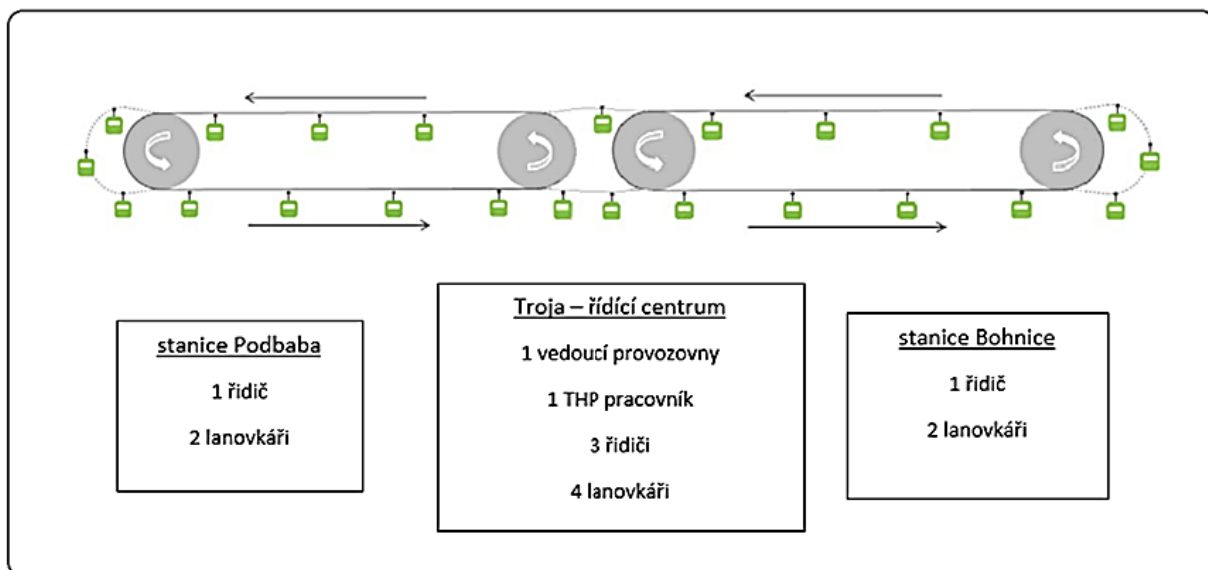 stanice Podbaba
1 řidič
2 lanovkáři
Troja – řídící centrum
1 vedoucí provozovny
1 THP pracovník
3 řidiči
4 lanovkáři
stanice Bohnice
1 řidič
2 lanovkáři